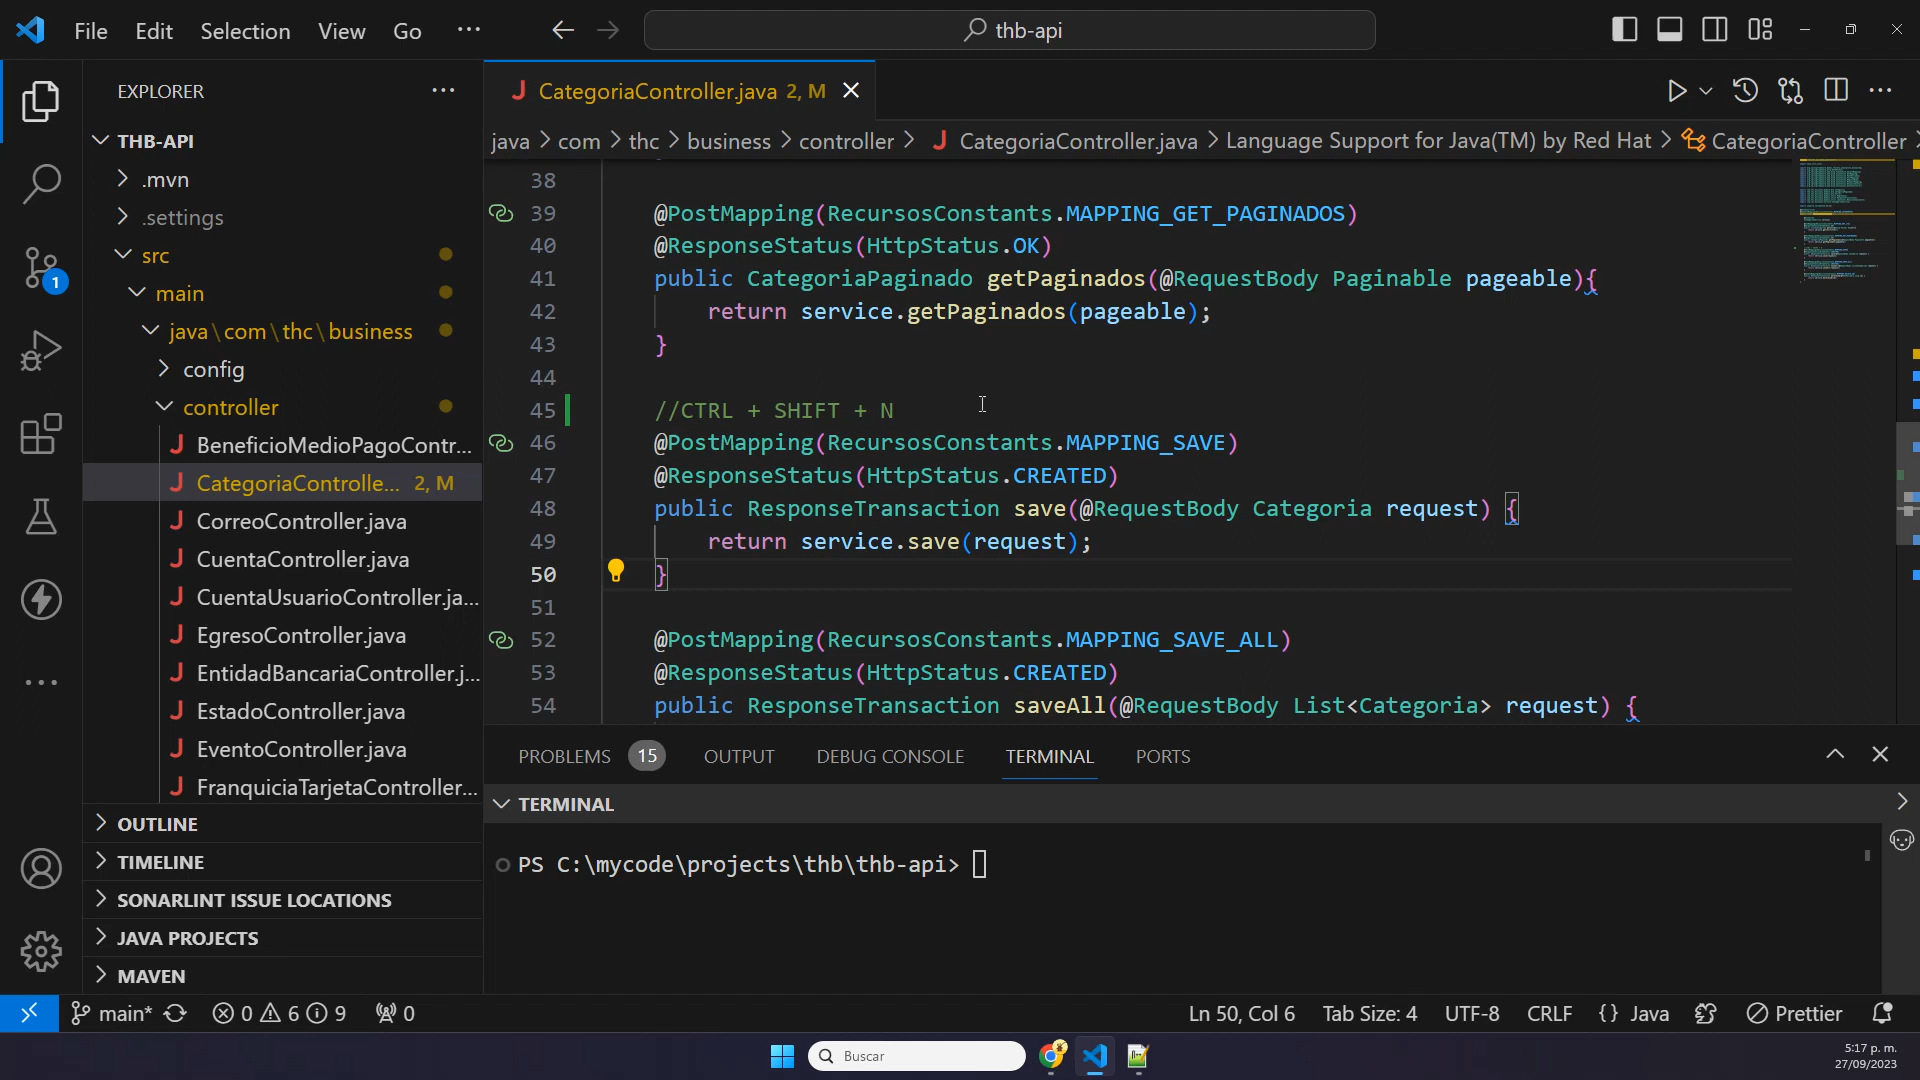 File Edit Selection View Go ···
thb-api
EXPLORER
THB-API
.mvn
.settings
src
main
java\com\thc\business
config
controller
BeneficioMedioPagoContr...
CategoriaControlle... 2, M
CorreoController.java
CuentaController.java
CuentaUsuarioController.ja...
EgresoController.java
EntidadBancariaController.j...
EstadoController.java
EventoController.java
FranquiciaTarjetaController...
OUTLINE
TIMELINE
SONARLINT ISSUE LOCATIONS
JAVA PROJECTS
MAVEN
1
CategoriaController.java 2, M
java > com > thc > business > controller > CategoriaController.java > Language Support for Java(TM) by Red Hat > CategoriaController >
38
39 @PostMapping(RecursosConstants.MAPPING_GET_PAGINADOS)
40 @ResponseStatus(HttpStatus.OK)
41 public CategoriaPaginado getPaginados(@RequestBody Paginable pageable){
42 return service.getPaginados(pageable);
43 }
44
45 //CTRL + SHIFT + N
46 @PostMapping(RecursosConstants.MAPPING_SAVE)
47 @ResponseStatus(HttpStatus.CREATED)
48 public ResponseTransaction save(@RequestBody Categoria request) {
49 return service.save(request);
50 }
51
52 @PostMapping(RecursosConstants.MAPPING_SAVE_ALL)
53 @ResponseStatus(HttpStatus.CREATED)
54 public ResponseTransaction saveAll(@RequestBody List<Categoria> request) {
PROBLEMS 15 OUTPUT DEBUG CONSOLE TERMINAL PORTS
TERMINAL
PS C:\mycode\projects\thb\thb-api>
main* 0 6 9 0
Ln 50, Col 6 Tab Size: 4 UTF-8 CRLF {} Java Prettier
Buscar
5:17 p. m.
27/09/2023